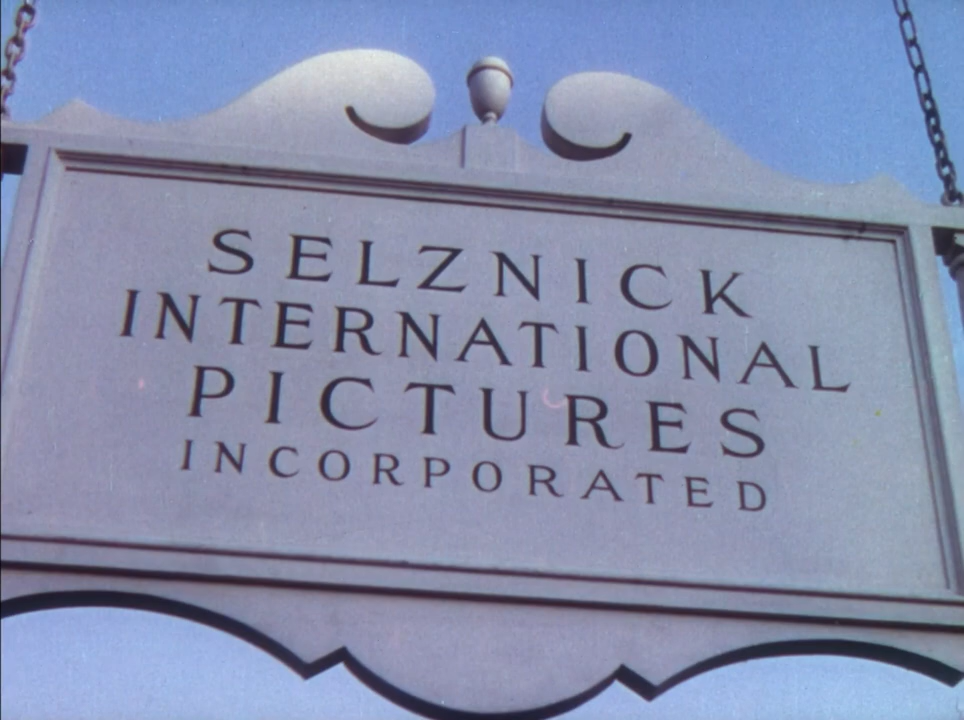 SELZNICK
INTERNATIONAL
PICTURES
INCORPORATED